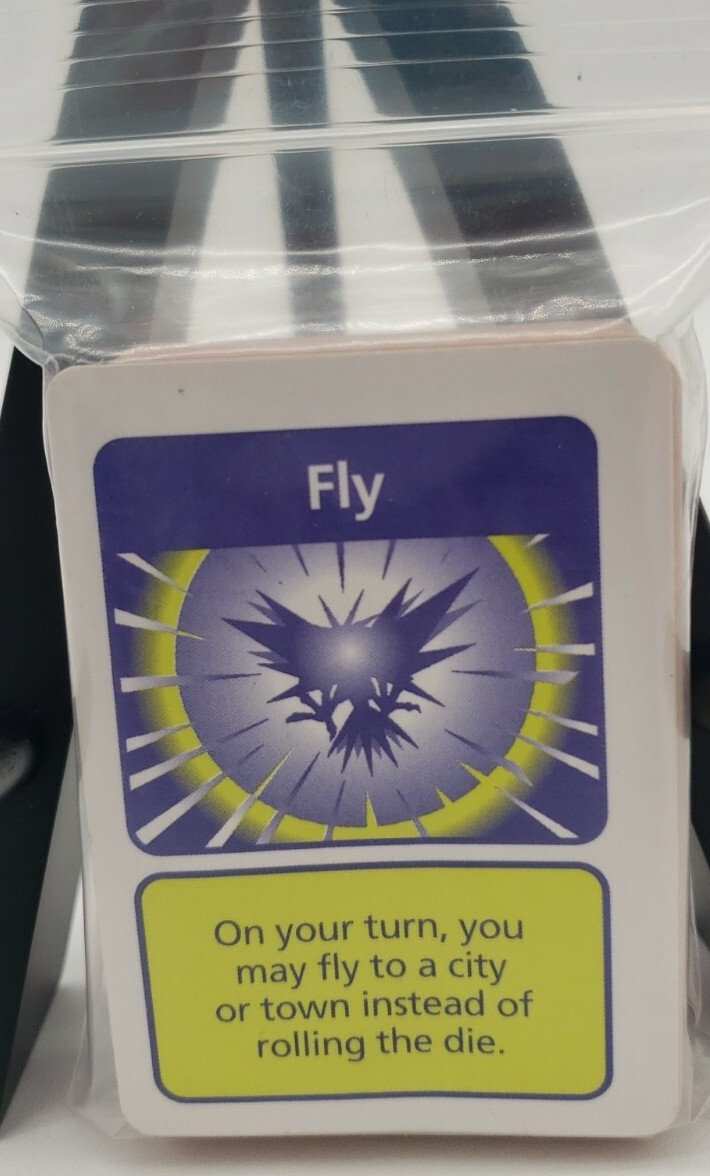 Fly
On your turn, you
may fly to a city
or town instead of
rolling the die.